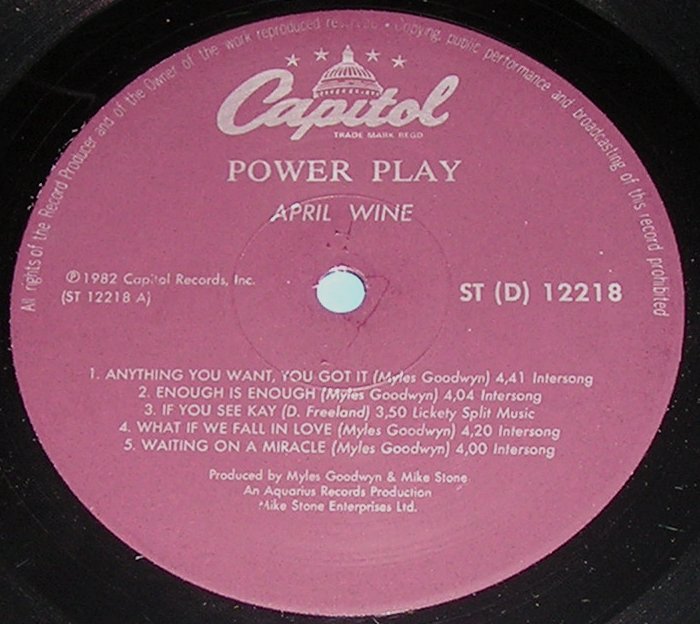 All rights of the Record Producer and of the Owner of the work reproduced reserved • Copying, public performance and broadcasting of this record prohibited
Capitol
TRADE MARK REGD
POWER PLAY
APRIL WINE
℗ 1982 Capitol Records, Inc.
(ST 12218 A)
ST (D) 12218
1. ANYTHING YOU WANT, YOU GOT IT (Myles Goodwyn) 4,41 Intersong
2. ENOUGH IS ENOUGH (Myles Goodwyn) 4,04 Intersong
3. IF YOU SEE KAY (D. Freeland) 3,50 Lickety Split Music
4. WHAT IF WE FALL IN LOVE (Myles Goodwyn) 4,20 Intersong
5. WAITING ON A MIRACLE (Myles Goodwyn) 4,00 Intersong
Produced by Myles Goodwyn & Mike Stone
An Aquarius Records Production
Mike Stone Enterprises Ltd.